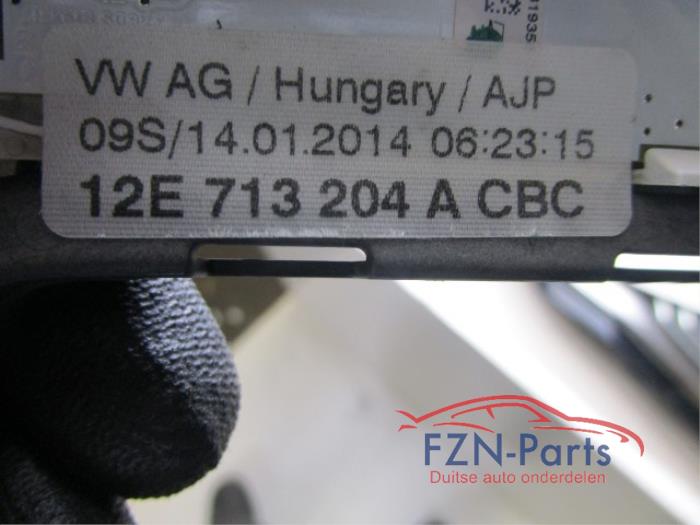 11935
VW AG / Hungary / AJP
09S/14.01.2014 06:23:15
12E 713 204 A CBC
FZN-Parts
Duitse auto onderdelen